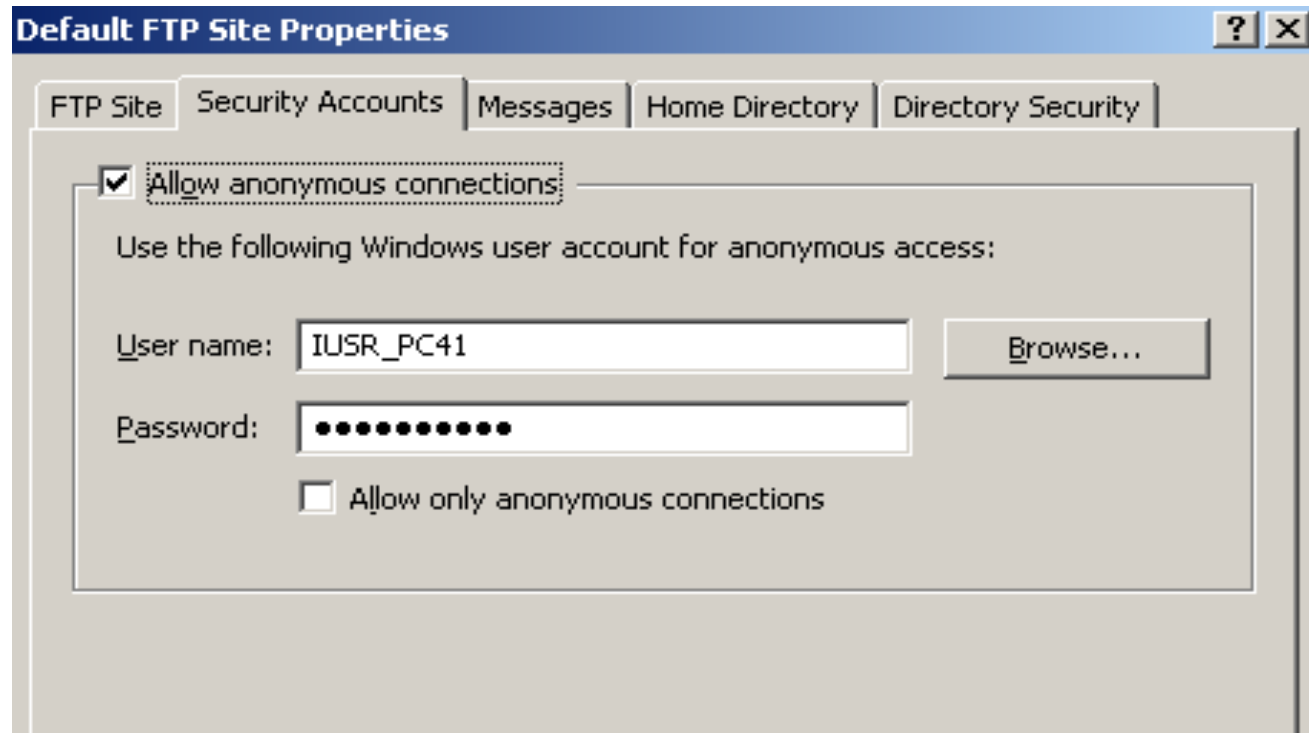 Default FTP Site Properties
FTP Site Security Accounts Messages Home Directory Directory Security
Allow anonymous connections
Use the following Windows user account for anonymous access:
User name: IUSR_PC41 Browse...
Password: ●●●●●●●●●●
Allow only anonymous connections